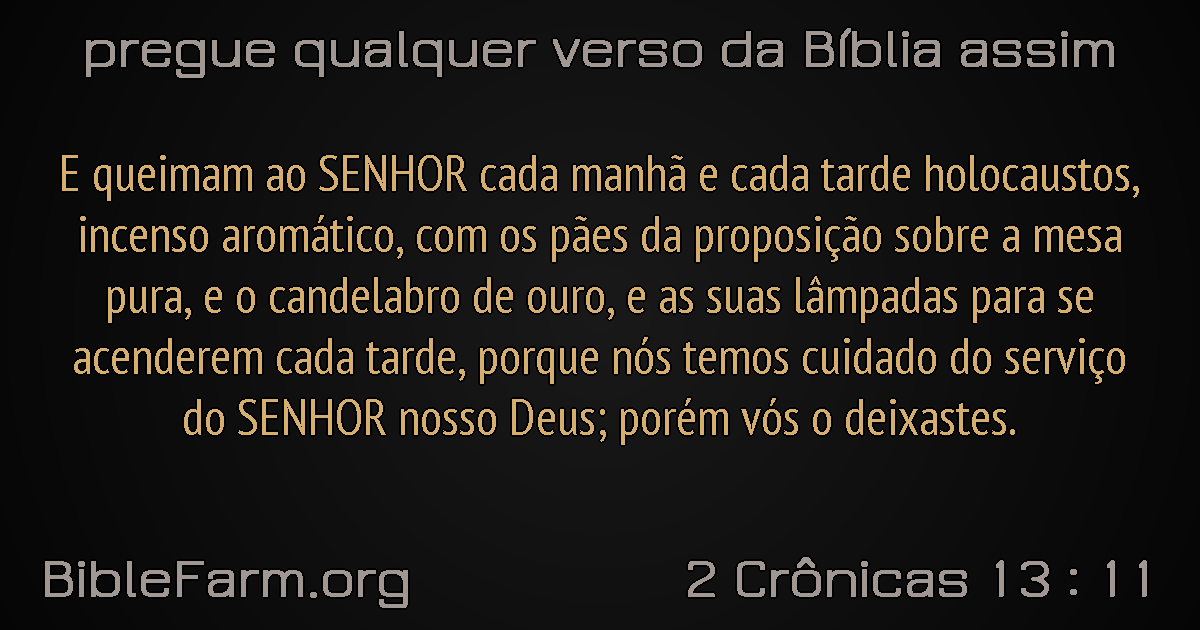 pregue qualquer verso da Bíblia assim
E queimam ao SENHOR cada manhã e cada tarde holocaustos,
incenso aromático, com os pães da proposição sobre a mesa
pura, e o candelabro de ouro, e as suas lâmpadas para se
acenderem cada tarde, porque nós temos cuidado do serviço
do SENHOR nosso Deus; porém vós o deixastes.
BibleFarm.org
2 Crônicas 13 : 11